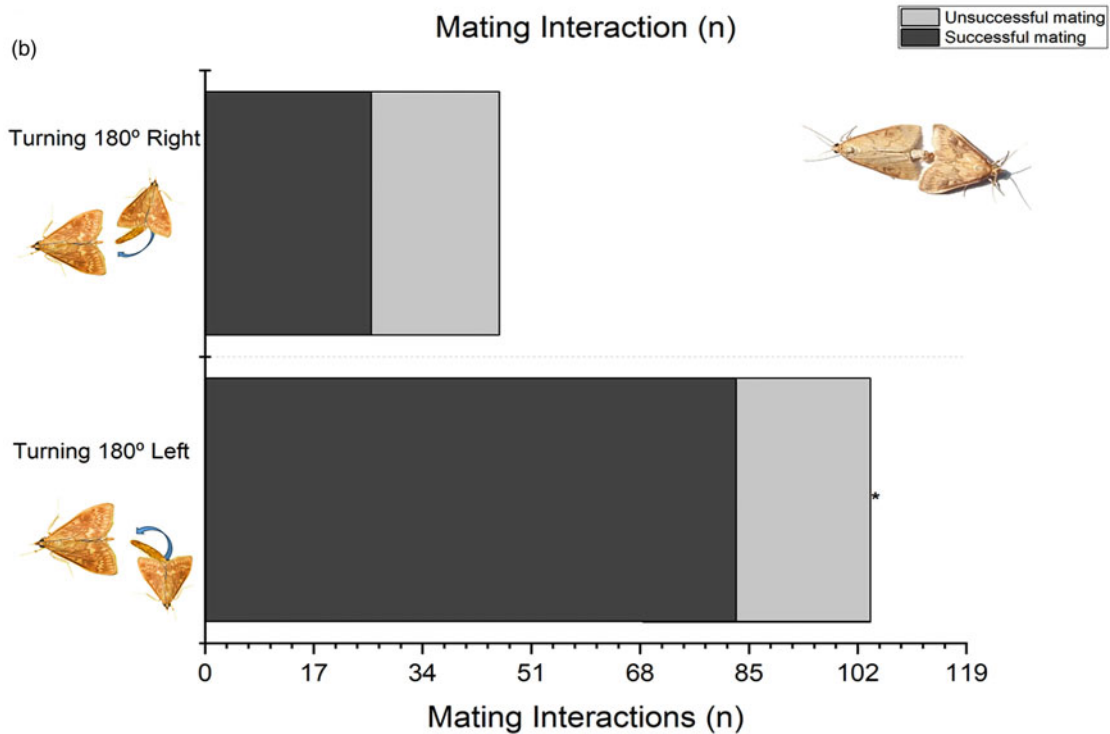 Mating Interaction (n)
Unsuccessful mating
Successful mating
(b)
Turning 180º Right
Turning 180º Left
*
0 17 34 51 68 85 102 119
Mating Interactions (n)